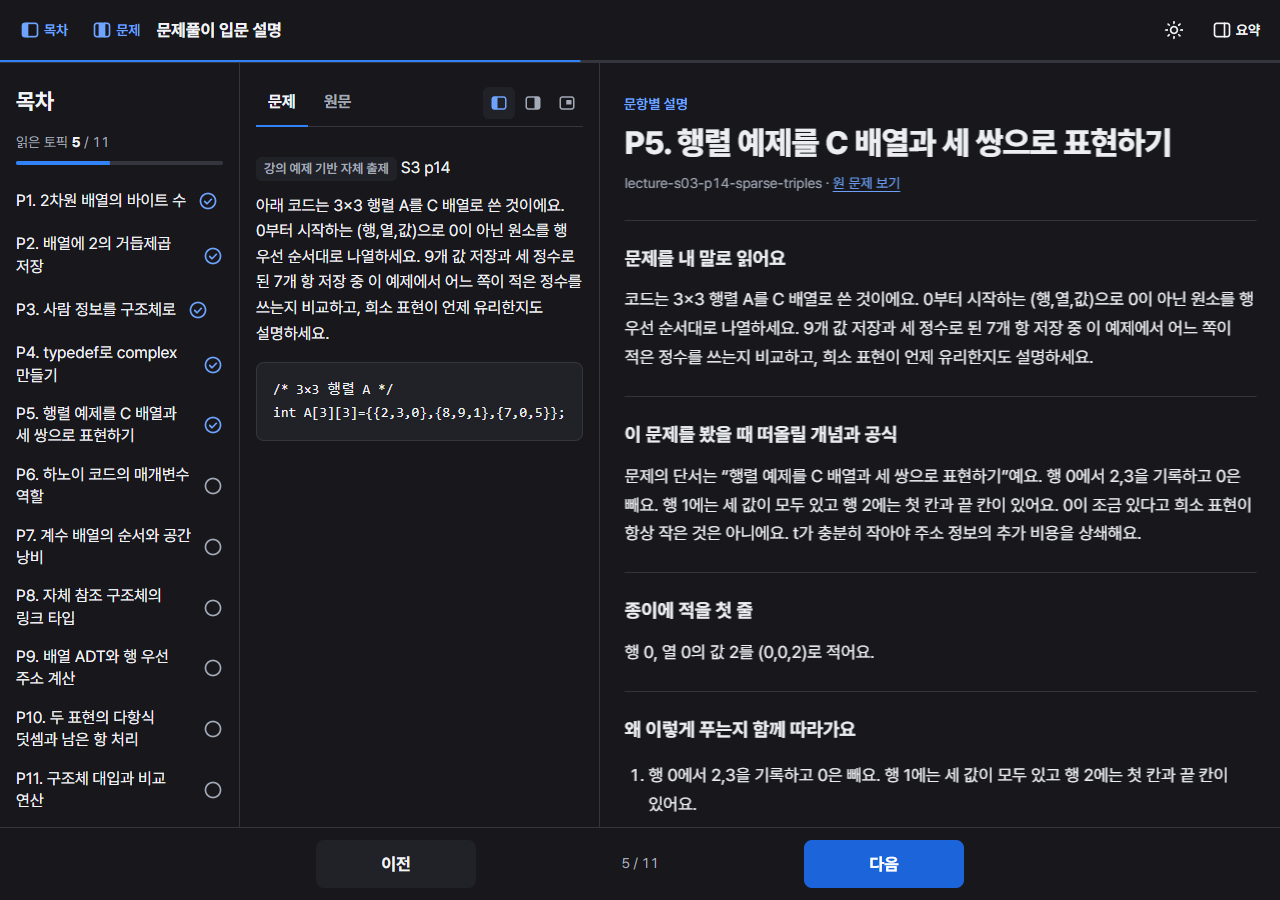 목차
문제
문제풀이 입문 설명
요약
목차
읽은 토픽 5 / 11
P1. 2차원 배열의 바이트 수
P2. 배열에 2의 거듭제곱
저장
P3. 사람 정보를 구조체로
P4. typedef로 complex
만들기
P5. 행렬 예제를 C 배열과
세 쌍으로 표현하기
P6. 하노이 코드의 매개변수
역할
P7. 계수 배열의 순서와 공간
낭비
P8. 자체 참조 구조체의
링크 타입
P9. 배열 ADT와 행 우선
주소 계산
P10. 두 표현의 다항식
덧셈과 남은 항 처리
P11. 구조체 대입과 비교
연산
문제
원문
강의 예제 기반 자체 출제 S3 p14
아래 코드는 3×3 행렬 A를 C 배열로 쓴 것이에요.
0부터 시작하는 (행,열,값)으로 0이 아닌 원소를 행
우선 순서대로 나열하세요. 9개 값 저장과 세 정수로
된 7개 항 저장 중 이 예제에서 어느 쪽이 적은 정수를
쓰는지 비교하고, 희소 표현이 언제 유리한지도
설명하세요.
/* 3×3 행렬 A */
int A[3][3]={{2,3,0},{8,9,1},{7,0,5}};
문항별 설명
P5. 행렬 예제를 C 배열과 세 쌍으로 표현하기
lecture-s03-p14-sparse-triples · 원 문제 보기
문제를 내 말로 읽어요
코드는 3×3 행렬 A를 C 배열로 쓴 것이에요. 0부터 시작하는 (행,열,값)으로 0이 아닌 원소를 행
우선 순서대로 나열하세요. 9개 값 저장과 세 정수로 된 7개 항 저장 중 이 예제에서 어느 쪽이
적은 정수를 쓰는지 비교하고, 희소 표현이 언제 유리한지도 설명하세요.
이 문제를 봤을 때 떠올릴 개념과 공식
문제의 단서는 “행렬 예제를 C 배열과 세 쌍으로 표현하기”예요. 행 0에서 2,3을 기록하고 0은
빼요. 행 1에는 세 값이 모두 있고 행 2에는 첫 칸과 끝 칸이 있어요. 0이 조금 있다고 희소 표현이
항상 작은 것은 아니에요. t가 충분히 작아야 주소 정보의 추가 비용을 상쇄해요.
종이에 적을 첫 줄
행 0, 열 0의 값 2를 (0,0,2)로 적어요.
왜 이렇게 푸는지 함께 따라가요
1. 행 0에서 2,3을 기록하고 0은 빼요. 행 1에는 세 값이 모두 있고 행 2에는 첫 칸과 끝 칸이
있어요.
이전
5 / 11
다음